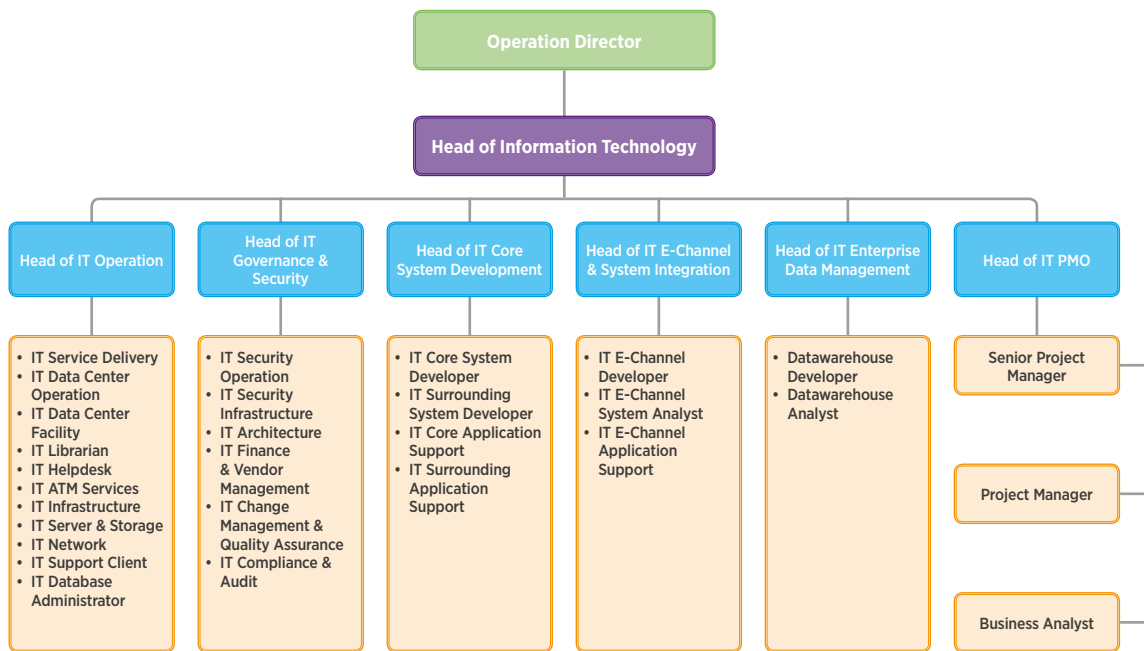 Operation Director
Head of Information Technology
Head of IT Operation
Head of IT
Governance &
Security
Head of IT Core
System Development
Head of IT E-Channel
& System Integration
Head of IT Enterprise
Data Management
Head of IT PMO
• IT Service Delivery
• IT Data Center
Operation
• IT Data Center
Facility
• IT Librarian
• IT Helpdesk
• IT ATM Services
• IT Infrastructure
• IT Server & Storage
• IT Network
• IT Support Client
• IT Database
Administrator
• IT Security
Operation
• IT Security
Infrastructure
• IT Architecture
• IT Finance
& Vendor
Management
• IT Change
Management &
Quality Assurance
• IT Compliance &
Audit
• IT Core System
Developer
• IT Surrounding
System Developer
• IT Core Application
Support
• IT Surrounding
Application
Support
• IT E-Channel
Developer
• IT E-Channel
System Analyst
• IT E-Channel
Application
Support
• Datawarehouse
Developer
• Datawarehouse
Analyst
Senior Project
Manager
Project Manager
Business Analyst